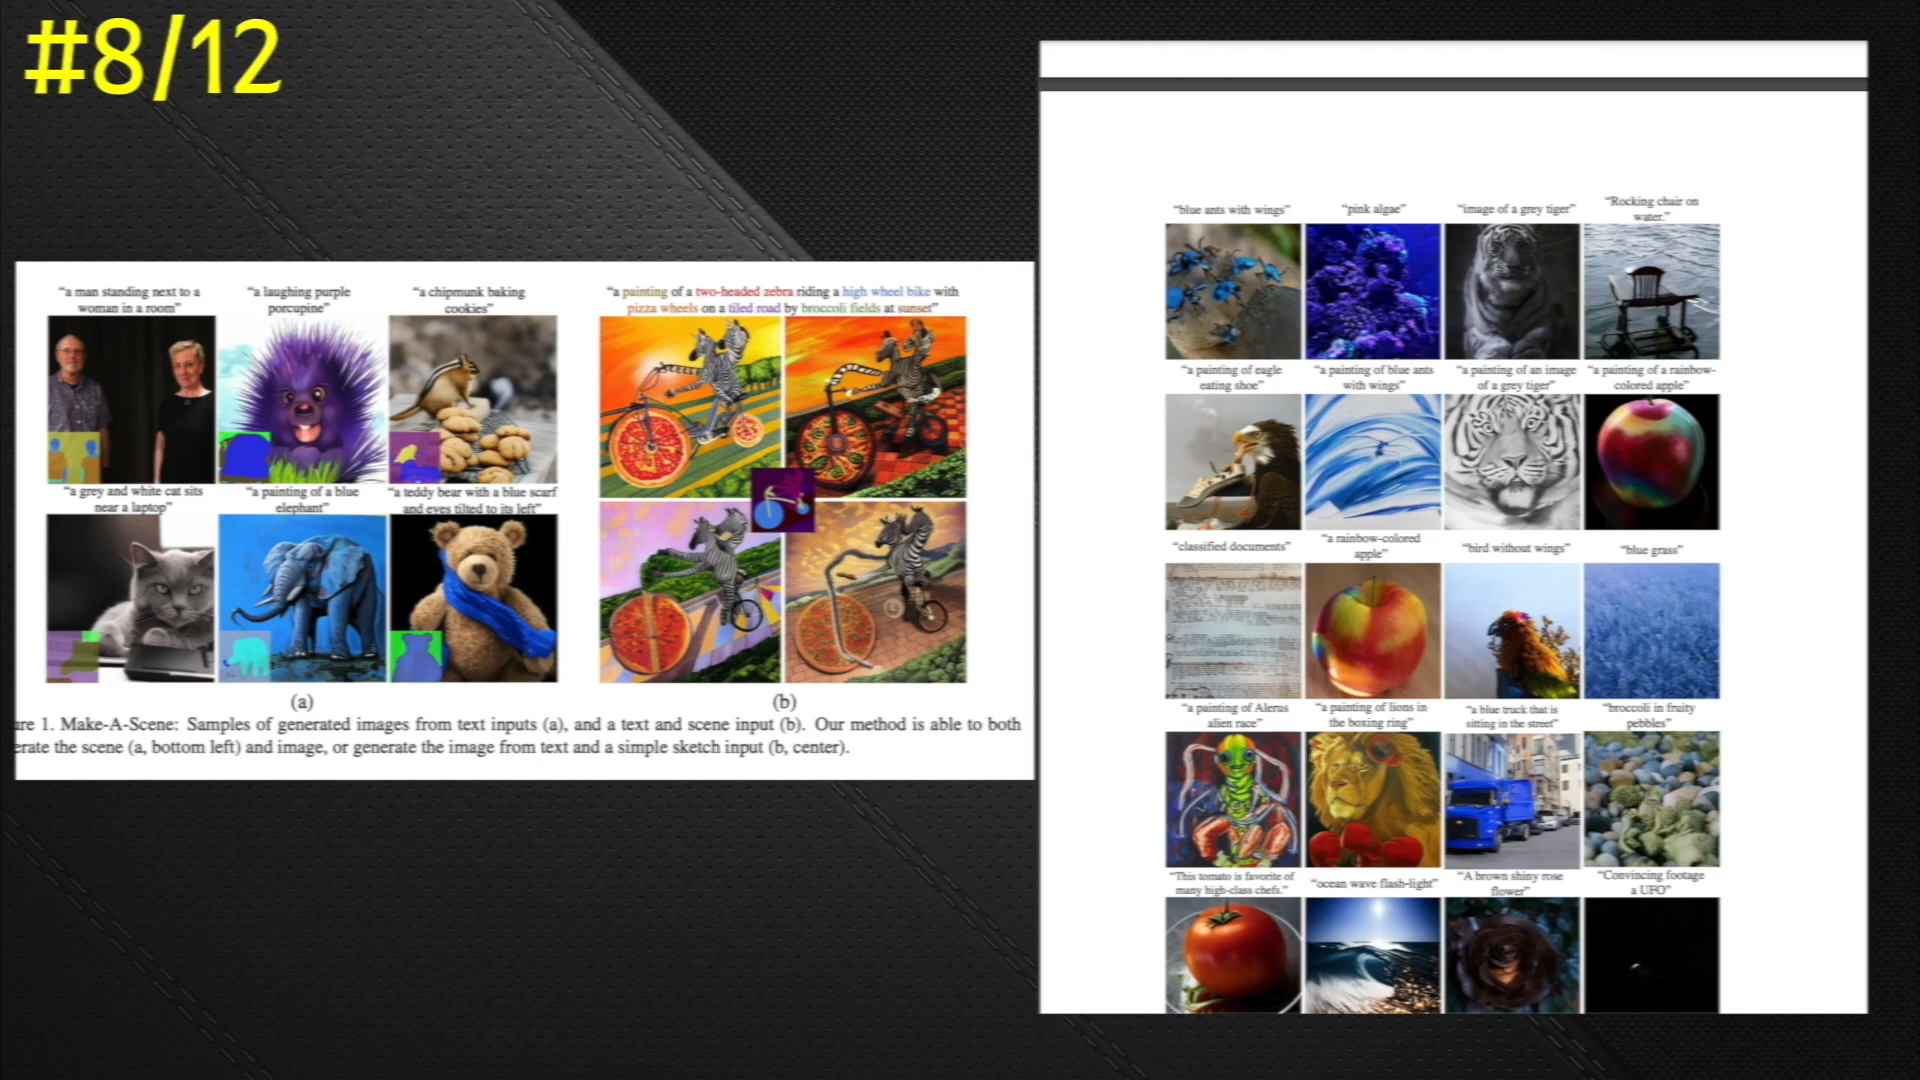 #8/12
"a man standing next to a
woman in a room"
"a laughing purple
porcupine"
"a chipmunk baking
cookies"
"a painting of a two-headed zebra riding a high wheel bike with
pizza wheels on a tiled road by broccoli fields at sunset"
"a grey and white cat sits
near a laptop"
"a painting of a blue
elephant"
"a teddy bear with a blue scarf
and eyes tilted to its left"
(a)
(b)
ure 1. Make-A-Scene: Samples of generated images from text inputs (a), and a text and scene input (b). Our method is able to both
erate the scene (a, bottom left) and image, or generate the image from text and a simple sketch input (b, center).
"blue ants with wings"
"pink algae"
"image of a grey tiger"
"Rocking chair on
water."
"a painting of eagle
eating shoe"
"a painting of blue ants
with wings"
"a painting of an image
of a grey tiger"
"a painting of a rainbow-
colored apple"
"classified documents"
"a rainbow-colored
apple"
"bird without wings"
"blue grass"
"a painting of Alerus
alien race"
"a painting of lions in
the boxing ring"
"a blue truck that is
sitting in the street"
"broccoli in fruity
pebbles"
"This tomato is favorite of
many high-class chefs."
"ocean wave flash-light"
"A brown shiny rose
flower"
"Convincing footage
a UFO"